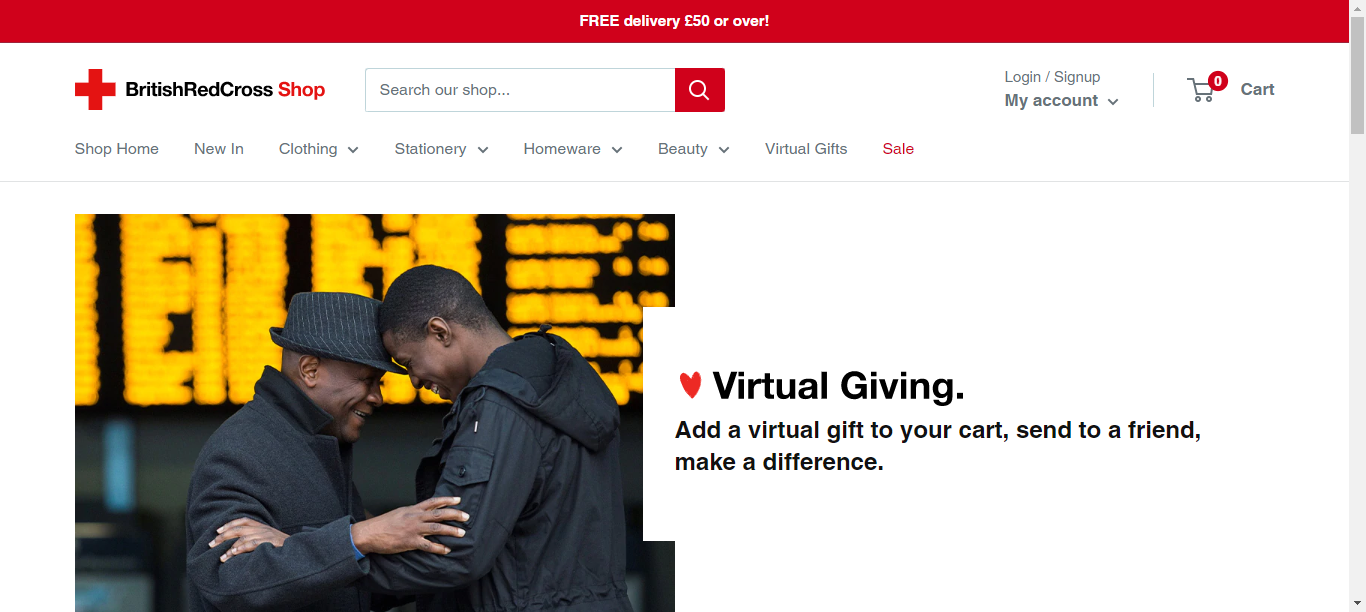 FREE delivery £50 or over!
BritishRedCross Shop
Search our shop...
Login / Signup
My account
0
Cart
Shop Home
New In
Clothing
Stationery
Homeware
Beauty
Virtual Gifts
Sale
Virtual Giving.
Add a virtual gift to your cart, send to a friend,
make a difference.